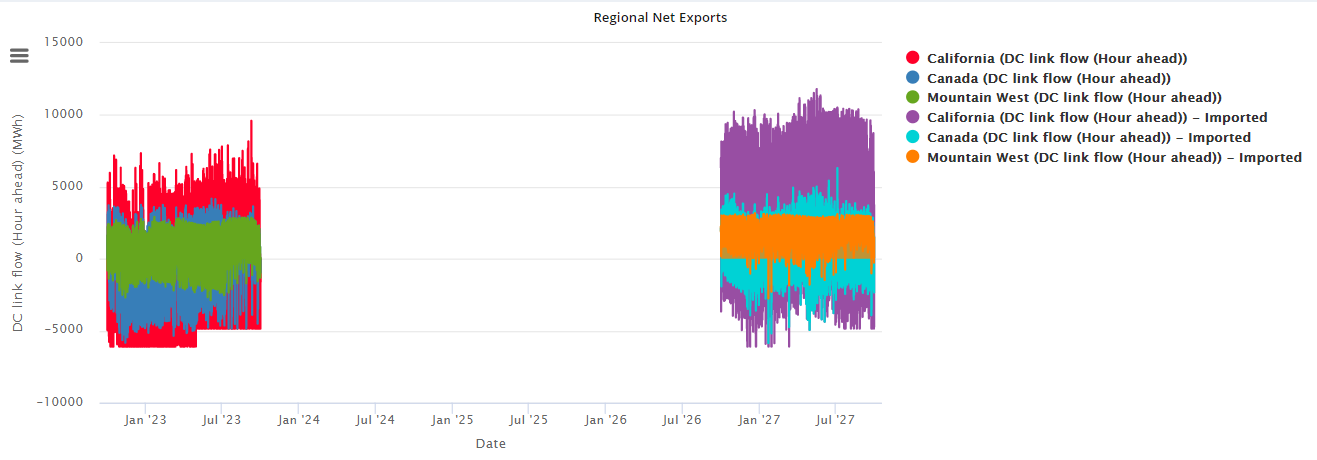 Regional Net Exports
DC link flow (Hour ahead) (MWh)
15000
10000
5000
0
−5000
−10000
Jan '23 Jul '23 Jan '24 Jul '24 Jan '25 Jul '25 Jan '26 Jul '26 Jan '27 Jul '27
Date
California (DC link flow (Hour ahead))
Canada (DC link flow (Hour ahead))
Mountain West (DC link flow (Hour ahead))
California (DC link flow (Hour ahead)) − Imported
Canada (DC link flow (Hour ahead)) − Imported
Mountain West (DC link flow (Hour ahead)) − Imported